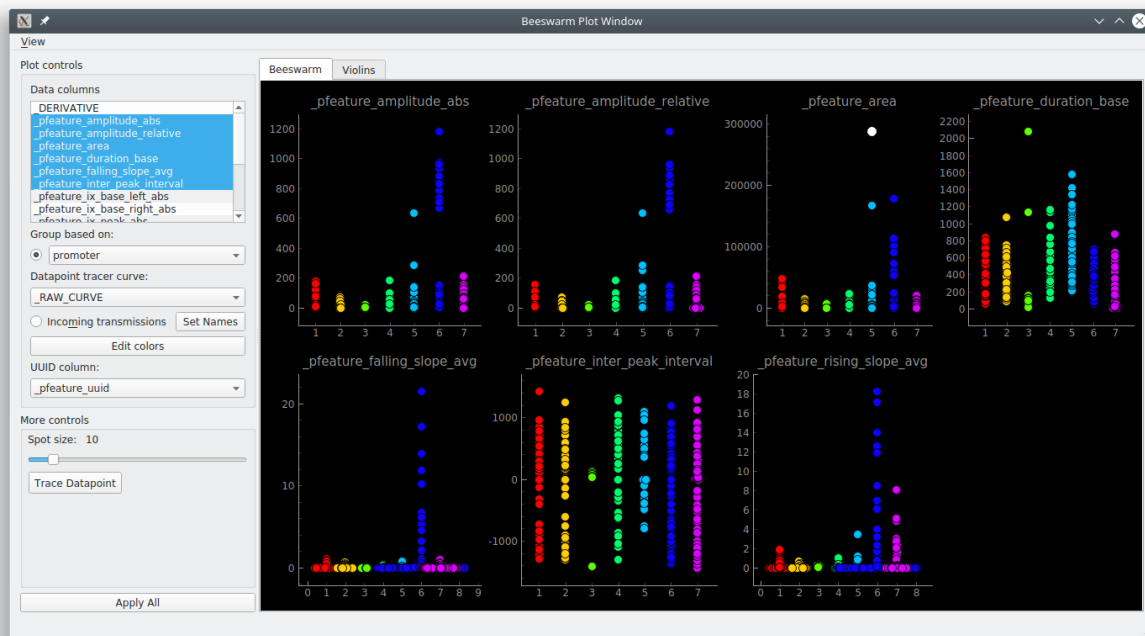 Beeswarm Plot Window
View
Plot controls
Data columns
_DERIVATIVE
_pfeature_amplitude_abs
_pfeature_amplitude_relative
_pfeature_area
_pfeature_duration_base
_pfeature_falling_slope_avg
_pfeature_inter_peak_interval
_pfeature_ix_base_left_abs
_pfeature_ix_base_right_abs
_pfeature_ix_peak_abs
Group based on:
promoter
Datapoint tracer curve:
_RAW_CURVE
Incoming transmissions Set Names
Edit colors
UUID column:
_pfeature_uuid
More controls
Spot size: 10
Trace Datapoint
Apply All
Beeswarm Violins
_pfeature_amplitude_abs
1200
1000
800
600
400
200
0
1 2 3 4 5 6 7
_pfeature_amplitude_relative
1200
1000
800
600
400
200
0
1 2 3 4 5 6 7
_pfeature_area
300000
200000
100000
0
1 2 3 4 5 6 7
_pfeature_duration_base
2200
2000
1800
1600
1400
1200
1000
800
600
400
200
0
1 2 3 4 5 6 7
_pfeature_falling_slope_avg
20
10
0
0 1 2 3 4 5 6 7 8 9
_pfeature_inter_peak_interval
1000
0
-1000
1 2 3 4 5 6 7
_pfeature_rising_slope_avg
20
18
16
14
12
10
8
6
4
2
0
0 1 2 3 4 5 6 7 8